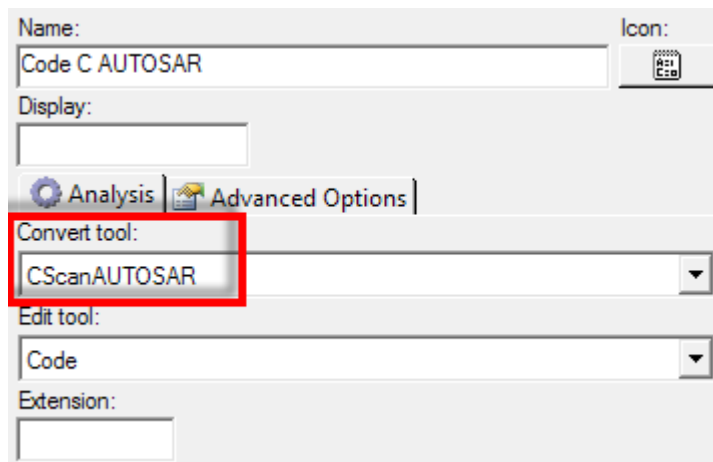 Name: Icon:
Code C AUTOSAR
Display:
Analysis Advanced Options
Convert tool:
CScanAUTOSAR
Edit tool:
Code
Extension: